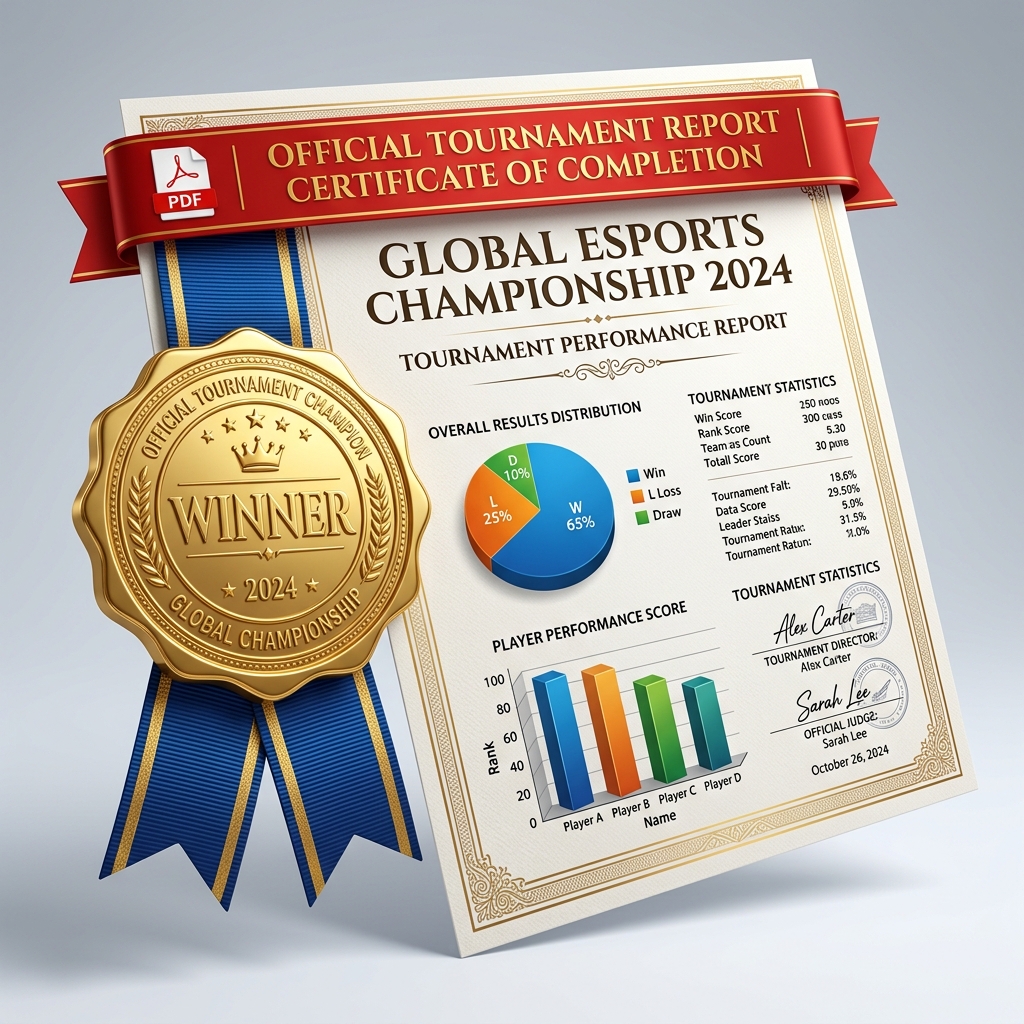 PDF
OFFICIAL TOURNAMENT REPORT
CERTIFICATE OF COMPLETION
GLOBAL ESPORTS
CHAMPIONSHIP 2024
TOURNAMENT PERFORMANCE REPORT
OFFICIAL TOURNAMENT CHAMPION
WINNER
2024
GLOBAL CHAMPIONSHIP
OVERALL RESULTS DISTRIBUTION
D
10%
L
25%
W
65%
Win
L Loss
Draw
TOURNAMENT STATISTICS
Win Score 250
Rank Score 300
Team as Count 5.30
Totall Score 30
Tournament Falt: 18.6%
Data Score 29.50%
Leader Staiss 5.0%
Tournament 31.5%
Tournament Ratun:
PLAYER PERFORMANCE SCORE
100
80
60
40
20
0
Rank
Player A
Player B
Player C
Player D
Name
TOURNAMENT STATISTICS
Alex Carter
TOURNAMENT DIRECTOR:
Alex Carter
Sarah Lee
OFFICIAL JUDGE:
Sarah Lee
October 26, 2024